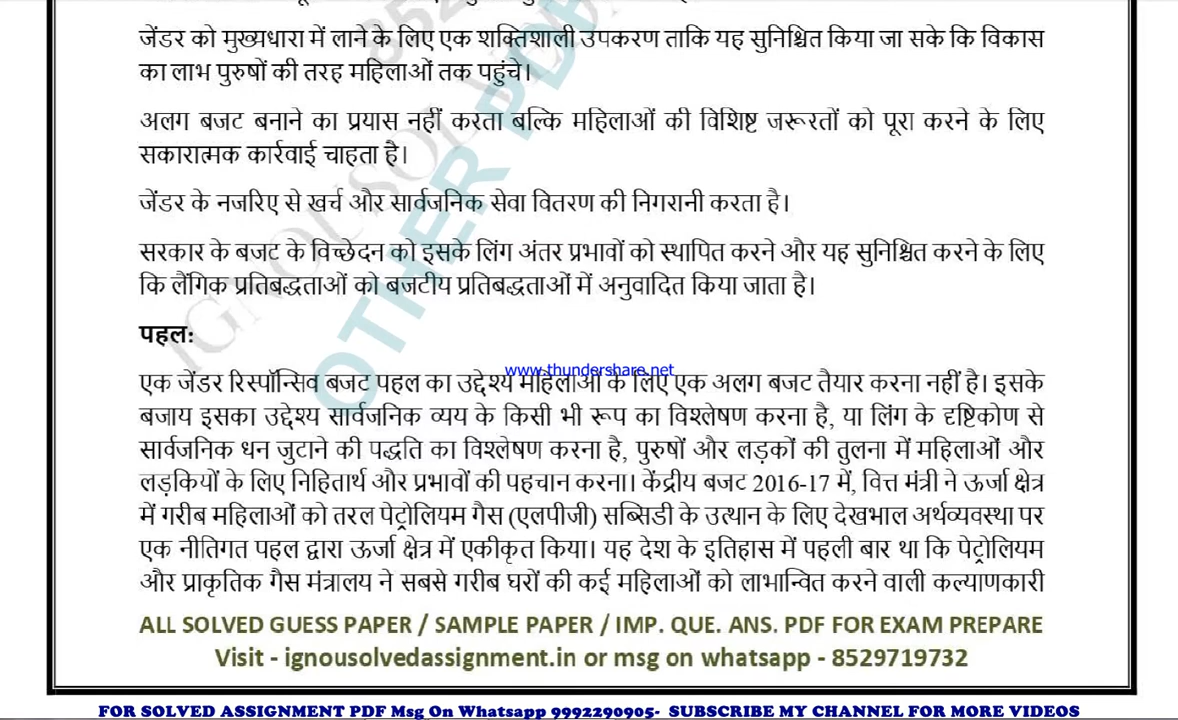 जेंडर को मुख्यधारा में लाने के लिए एक शक्तिशाली उपकरण ताकि यह सुनिश्चित किया जा सके कि विकास
का लाभ पुरुषों की तरह महिलाओं तक पहुंचे।
अलग बजट बनाने का प्रयास नहीं करता बल्कि महिलाओं की विशिष्ट जरूरतों को पूरा करने के लिए
सकारात्मक कार्रवाई चाहता है।
जेंडर के नजरिए से खर्च और सार्वजनिक सेवा वितरण की निगरानी करता है।
सरकार के बजट के विच्छेदन को इसके लिंग अंतर प्रभावों को स्थापित करने और यह सुनिश्चित करने के लिए
कि लैंगिक प्रतिबद्धताओं को बजटीय प्रतिबद्धताओं में अनुवादित किया जाता है।
पहल:
www.thundershare.net
एक जेंडर रिस्पॉन्सिव बजट पहल का उद्देश्य महिलाओं के लिए एक अलग बजट तैयार करना नहीं है। इसके
बजाय इसका उद्देश्य सार्वजनिक व्यय के किसी भी रूप का विश्लेषण करना है, या लिंग के दृष्टिकोण से
सार्वजनिक धन जुटाने की पद्धति का विश्लेषण करना है, पुरुषों और लड़कों की तुलना में महिलाओं और
लड़कियों के लिए निहितार्थ और प्रभावों की पहचान करना। केंद्रीय बजट 2016-17 में, वित्त मंत्री ने ऊर्जा क्षेत्र
में गरीब महिलाओं को तरल पेट्रोलियम गैस (एलपीजी) सब्सिडी के उत्थान के लिए देखभाल अर्थव्यवस्था पर
एक नीतिगत पहल द्वारा ऊर्जा क्षेत्र में एकीकृत किया। यह देश के इतिहास में पहली बार था कि पेट्रोलियम
और प्राकृतिक गैस मंत्रालय ने सबसे गरीब घरों की कई महिलाओं को लाभान्वित करने वाली कल्याणकारी
OTHER PDF
ALL SOLVED GUESS PAPER / SAMPLE PAPER / IMP. QUE. ANS. PDF FOR EXAM PREPARE
Visit - ignousolvedassignment.in or msg on whatsapp - 8529719732
FOR SOLVED ASSIGNMENT PDF Msg On Whatsapp 9992290905- SUBSCRIBE MY CHANNEL FOR MORE VIDEOS